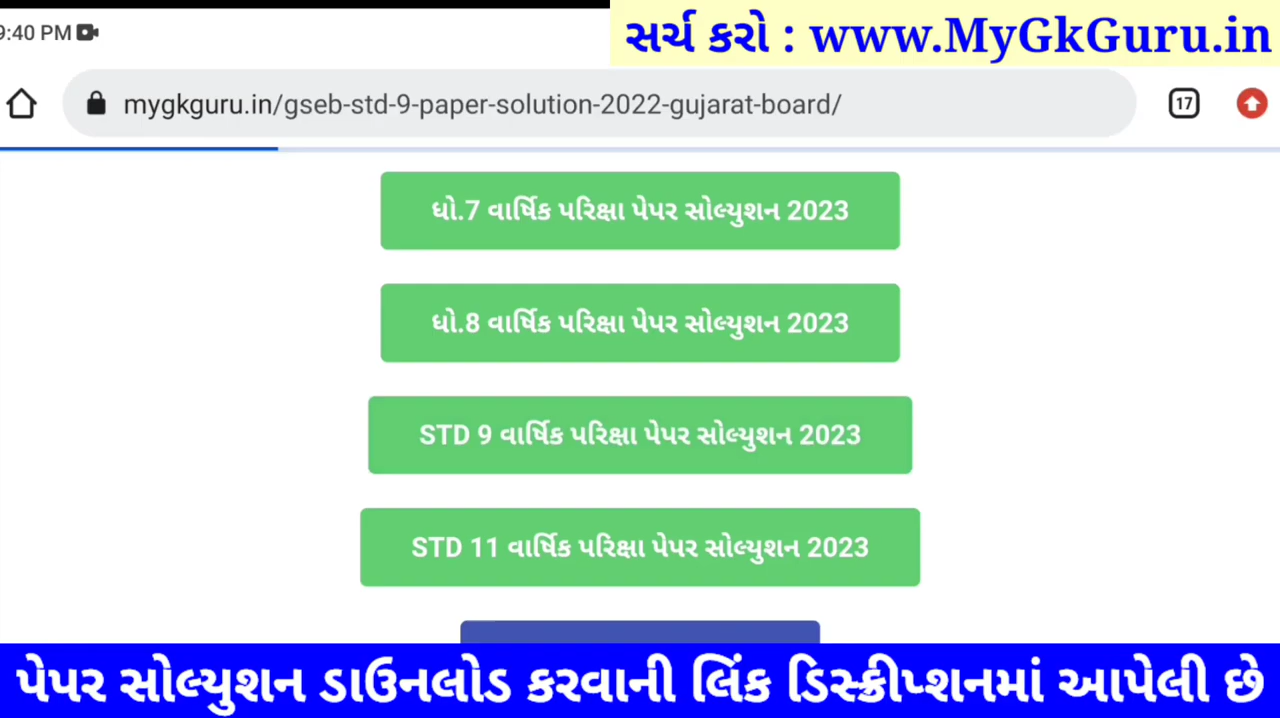 9:40 PM
સર્ચ કરો : www.MyGkGuru.in
mygkguru.in/gseb-std-9-paper-solution-2022-gujarat-board/
17
ધો.7 વાર્ષિક પરિક્ષા પેપર સોલ્યુશન 2023
ધો.8 વાર્ષિક પરિક્ષા પેપર સોલ્યુશન 2023
STD 9 વાર્ષિક પરિક્ષા પેપર સોલ્યુશન 2023
STD 11 વાર્ષિક પરિક્ષા પેપર સોલ્યુશન 2023
પેપર સોલ્યુશન ડાઉનલોડ કરવાની લિંક ડિસ્ક્રીપ્શનમાં આપેલી છે